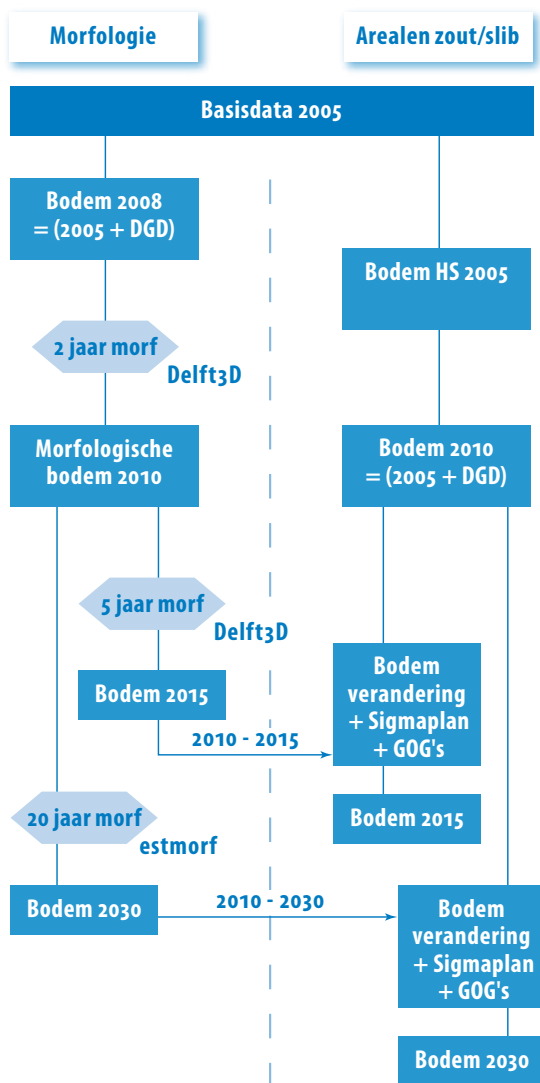 Morfologie
Arealen zout/slib
Basisdata 2005
Bodem 2008
= (2005 + DGD)
Bodem HS 2005
2 jaar morf
Delft3D
Morfologische
bodem 2010
Bodem 2010
= (2005 + DGD)
5 jaar morf
Delft3D
Bodem 2015
Bodem
verandering
+ Sigmaplan
+ GOG's
2010 - 2015
Bodem 2015
20 jaar morf
estmorf
Bodem 2030
2010 - 2030
Bodem
verandering
+ Sigmaplan
+ GOG's
Bodem 2030